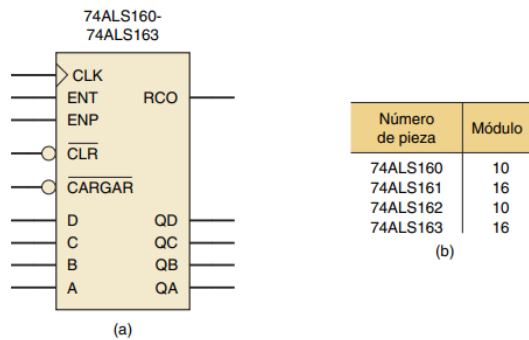 74ALS160-
74ALS163
CLK
ENT RCO
ENP
CLR
CARGAR
D QD
C QC
B QB
A QA
(a)
Número de pieza Módulo
74ALS160 10
74ALS161 16
74ALS162 10
74ALS163 16
(b)